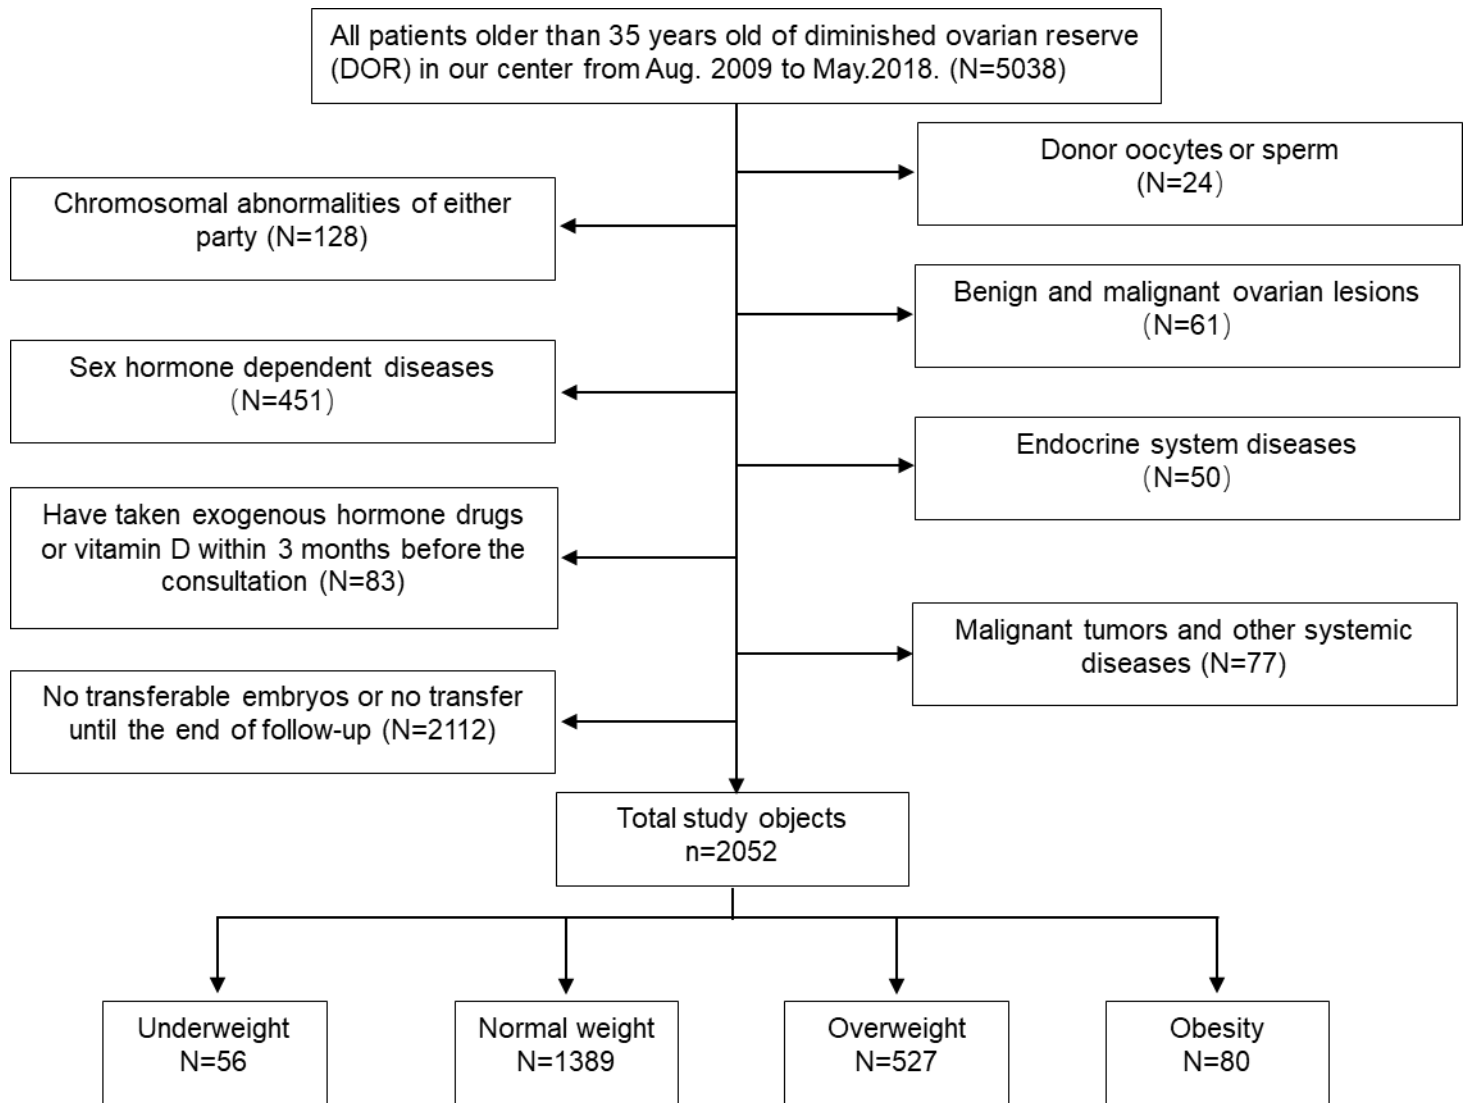 All patients older than 35 years old of diminished ovarian reserve
(DOR) in our center from Aug. 2009 to May.2018. (N=5038)
Donor oocytes or sperm
(N=24)
Chromosomal abnormalities of either
party (N=128)
Benign and malignant ovarian lesions
(N=61)
Sex hormone dependent diseases
(N=451)
Endocrine system diseases
(N=50)
Have taken exogenous hormone drugs
or vitamin D within 3 months before the
consultation (N=83)
Malignant tumors and other systemic
diseases (N=77)
No transferable embryos or no transfer
until the end of follow-up (N=2112)
Total study objects
n=2052
Underweight
N=56
Normal weight
N=1389
Overweight
N=527
Obesity
N=80